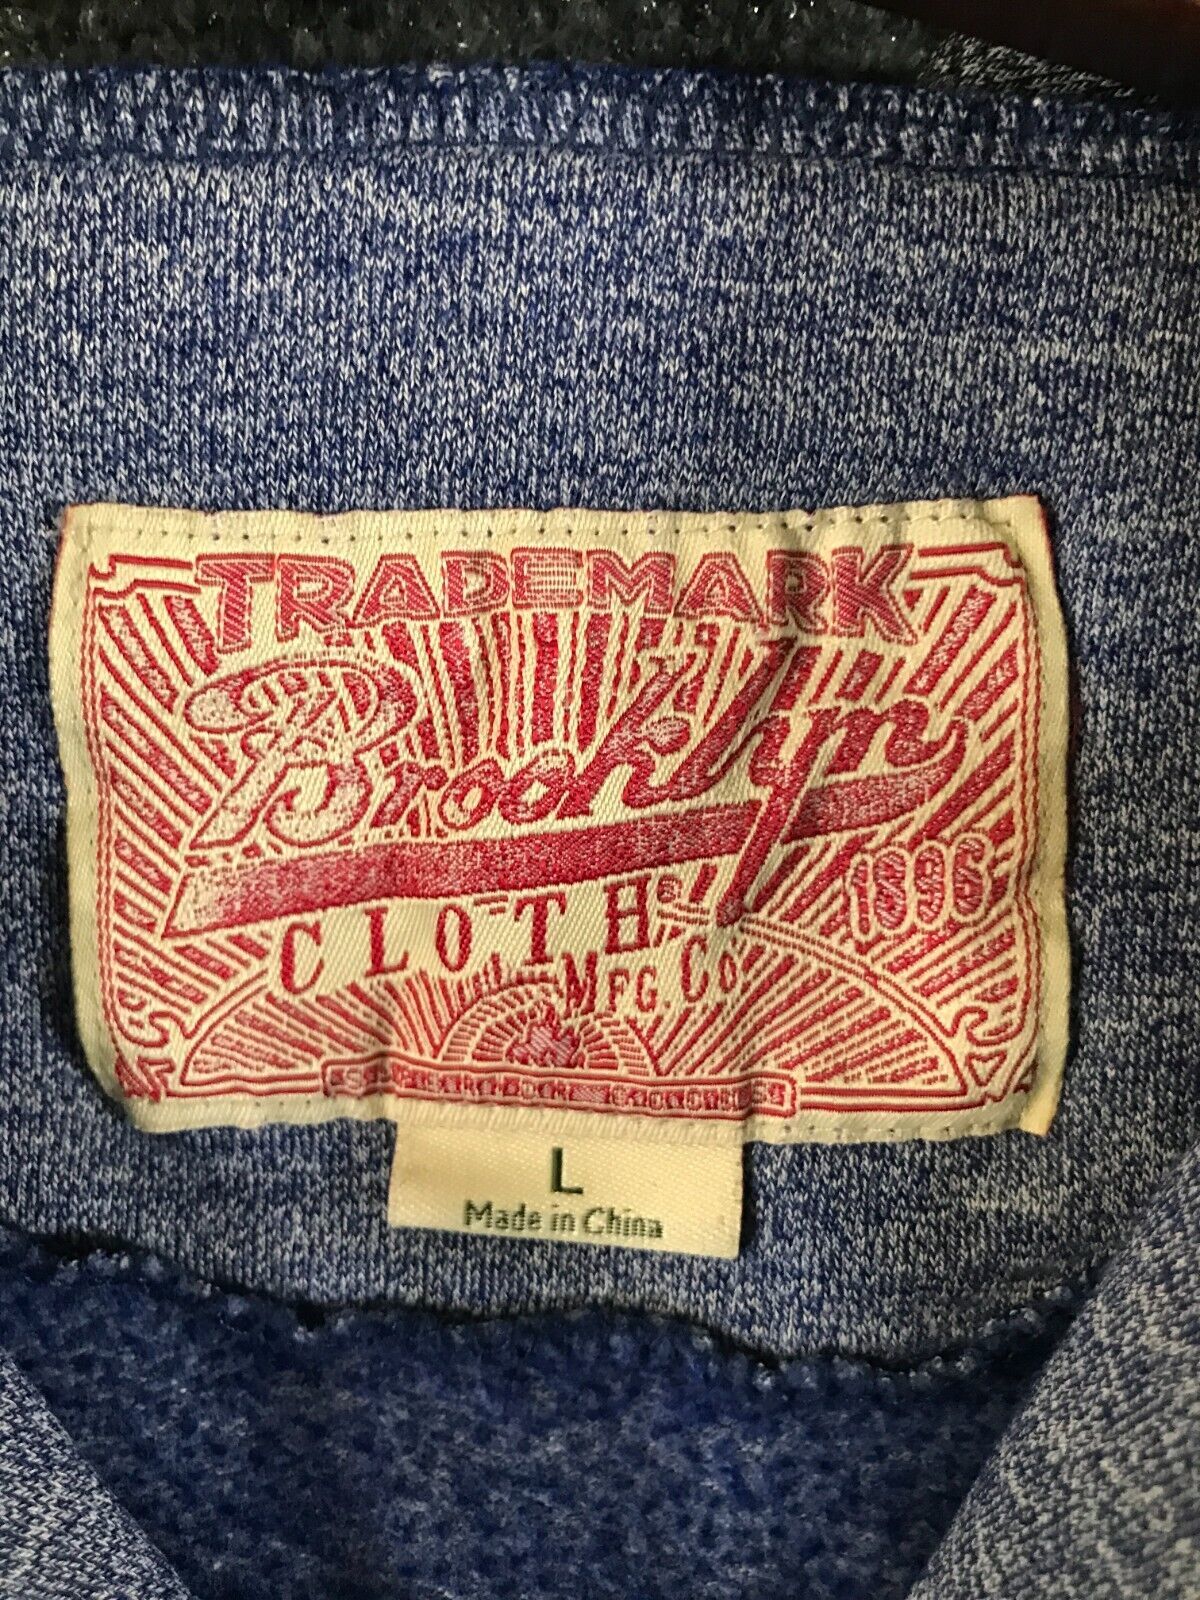 TRADEMARK
Brooklyn
1896
CLOTH
MFG. Co
L
Made in China